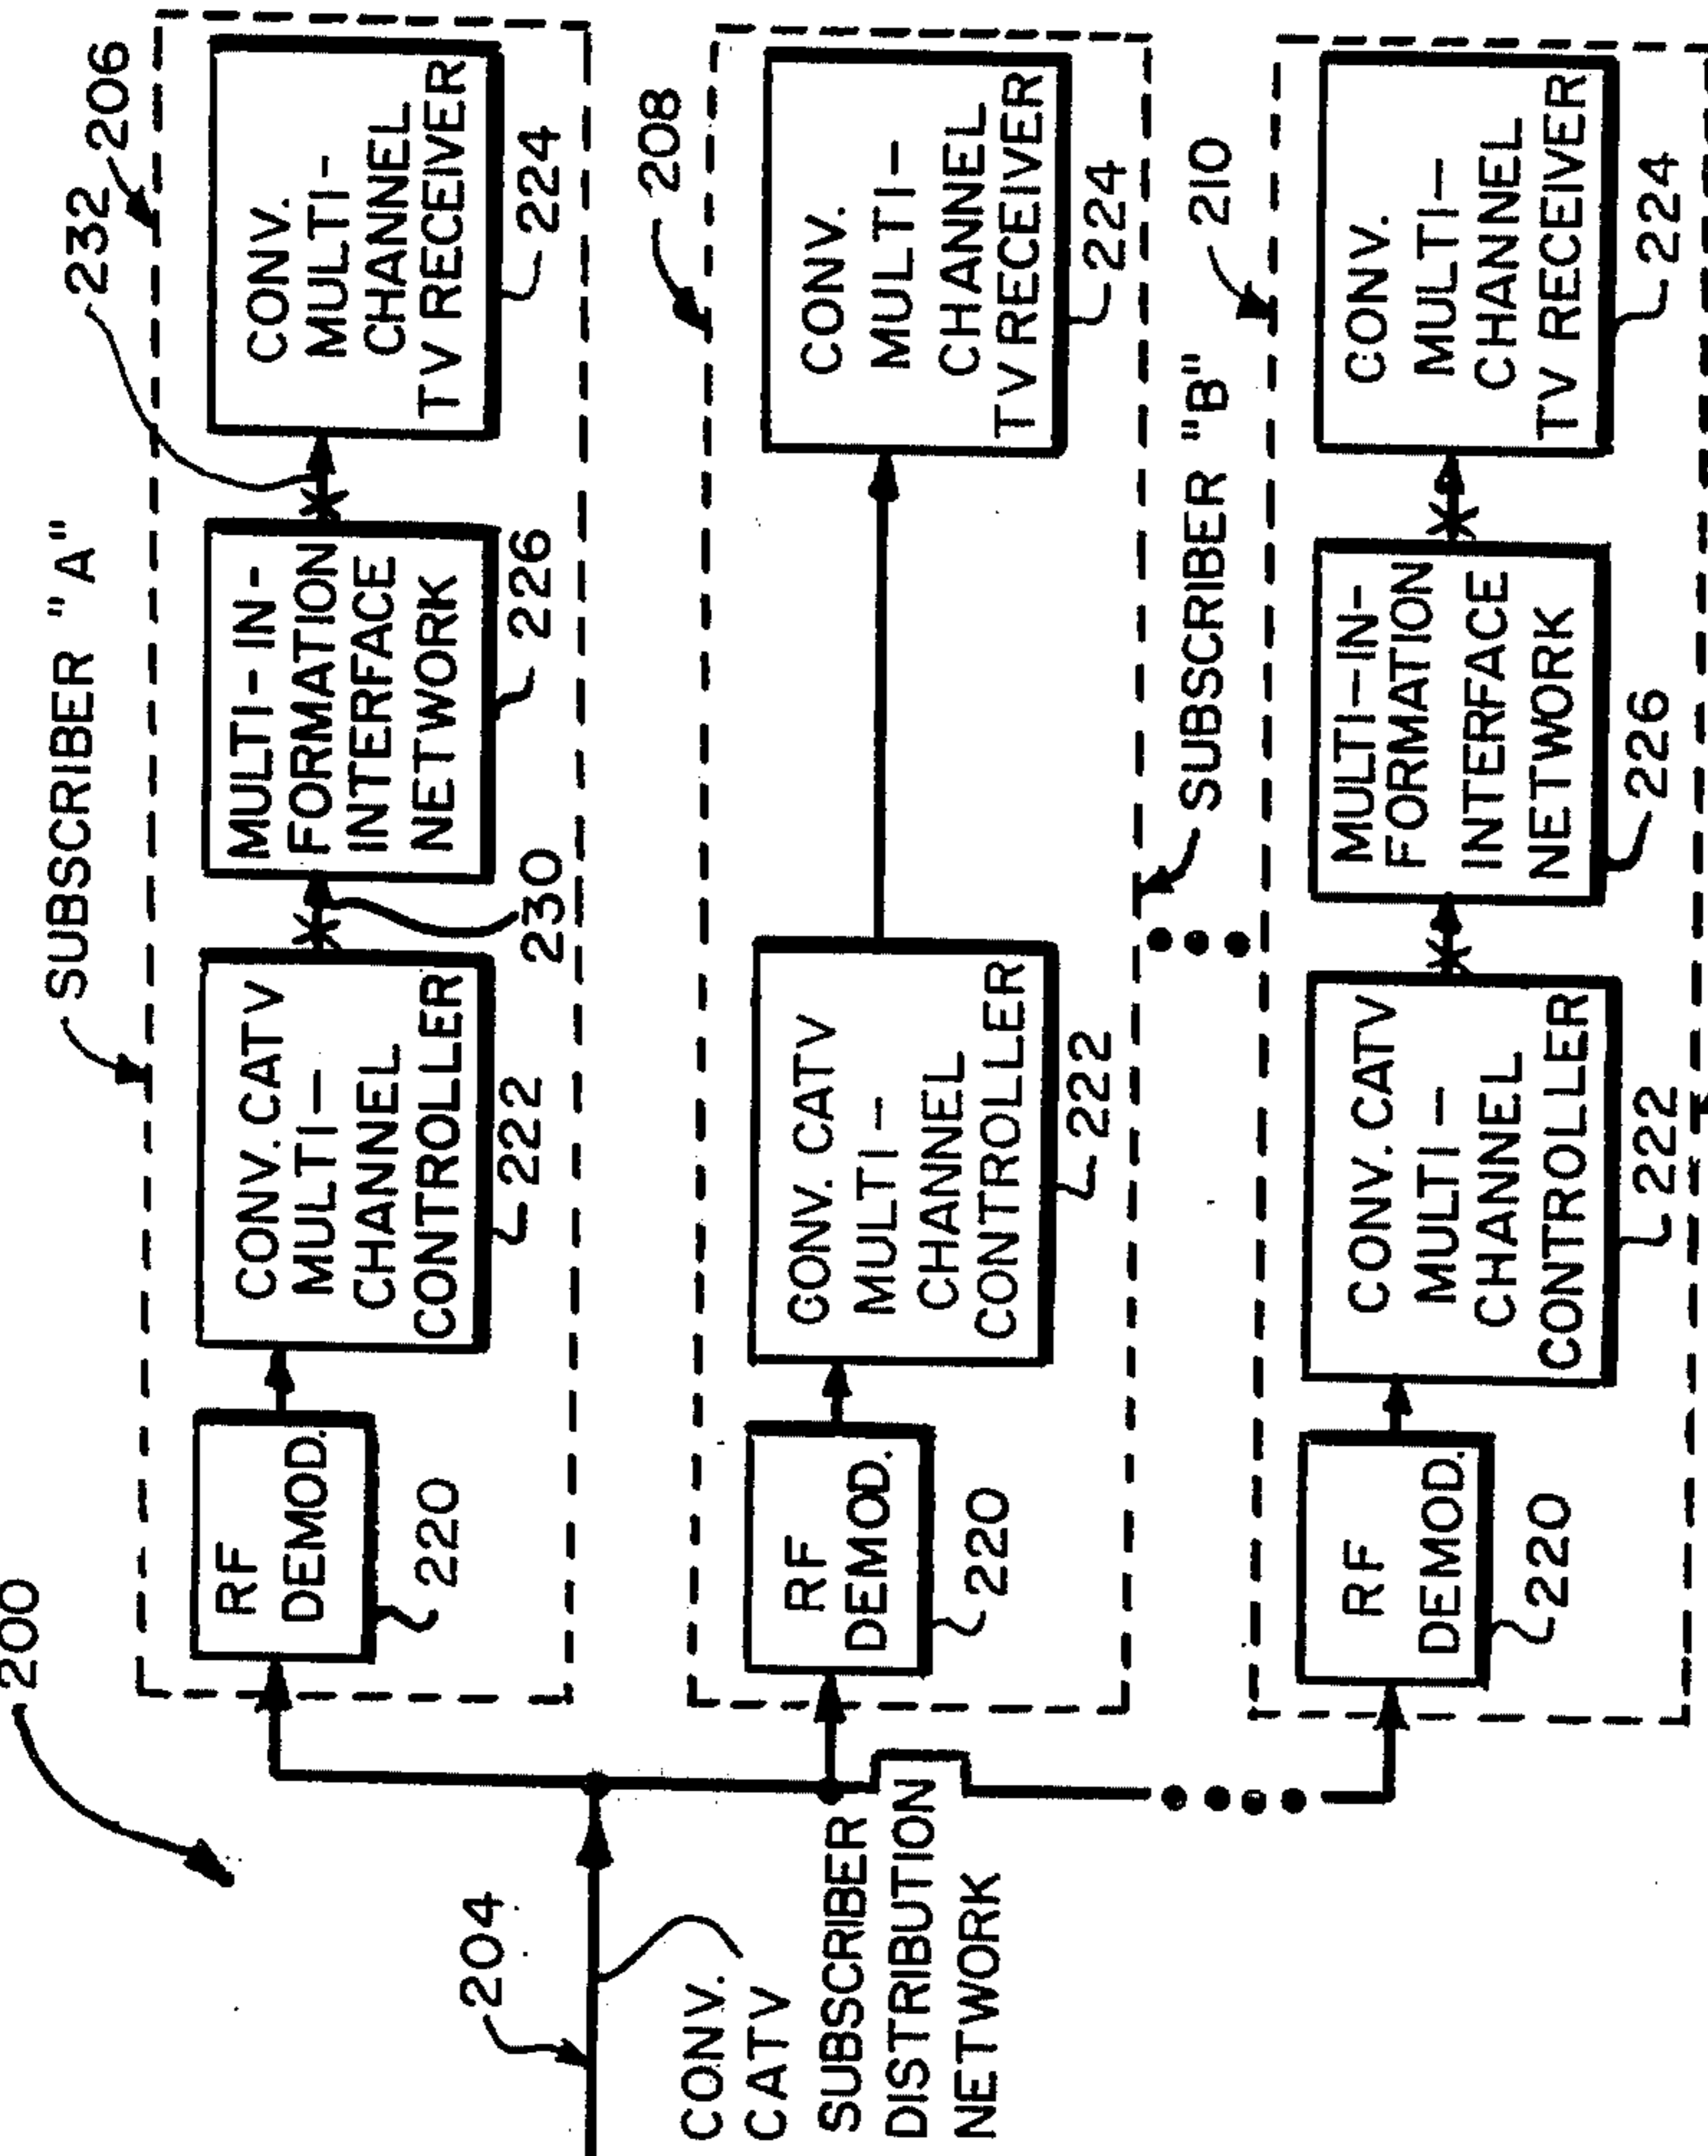 200
204
CONV.
CATV
SUBSCRIBER
DISTRIBUTION
NETWORK
SUBSCRIBER "A"
232
206
RF
DEMOD.
220
CONV. CATV
MULTI-
CHANNEL
CONTROLLER
222
230
MULTI-IN-
FORMATION
INTERFACE
NETWORK
226
CONV.
MULTI-
CHANNEL
TV RECEIVER
224
208
RF
DEMOD.
220
CONV. CATV
MULTI-
CHANNEL
CONTROLLER
222
CONV.
MULTI-
CHANNEL
TV RECEIVER
224
SUBSCRIBER "B"
210
RF
DEMOD.
220
CONV. CATV
MULTI-
CHANNEL
CONTROLLER
222
MULTI-IN-
FORMATION
INTERFACE
NETWORK
226
CONV.
MULTI-
CHANNEL
TV RECEIVER
224